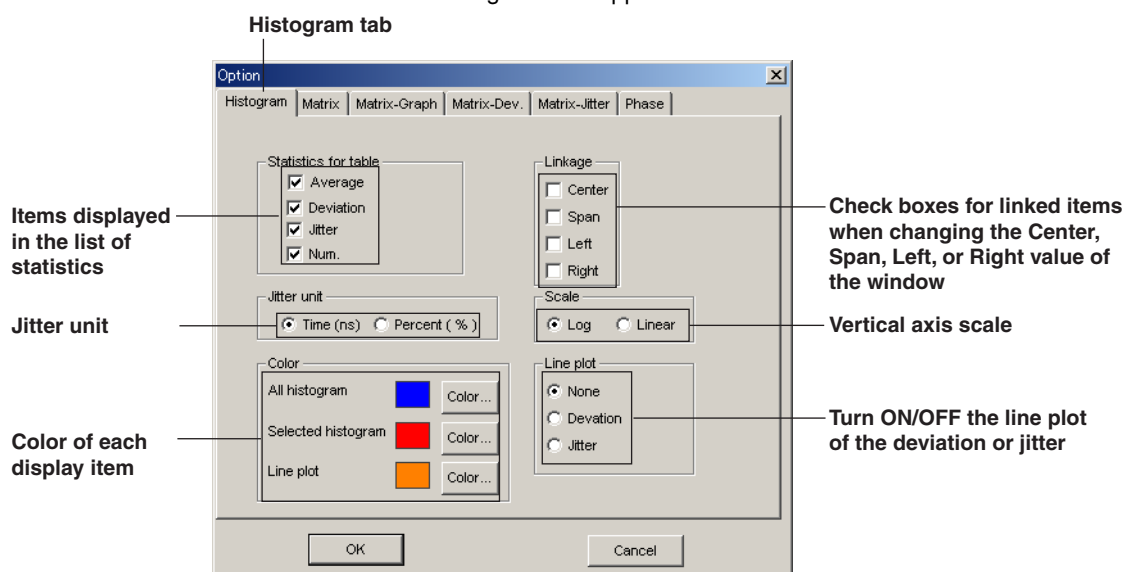 Histogram tab
Option
Histogram Matrix Matrix-Graph Matrix-Dev. Matrix-Jitter Phase
Statistics for table
Average
Deviation
Jitter
Num.
Linkage
Center
Span
Left
Right
Items displayed
in the list of
statistics
Check boxes for linked items
when changing the Center,
Span, Left, or Right value of
the window
Jitter unit
Jitter unit
Time (ns) Percent ( % )
Scale
Log Linear
Vertical axis scale
Color
All histogram Color...
Selected histogram Color...
Line plot Color...
Color of each
display item
Line plot
None
Devation
Jitter
Turn ON/OFF the line plot
of the deviation or jitter
OK Cancel